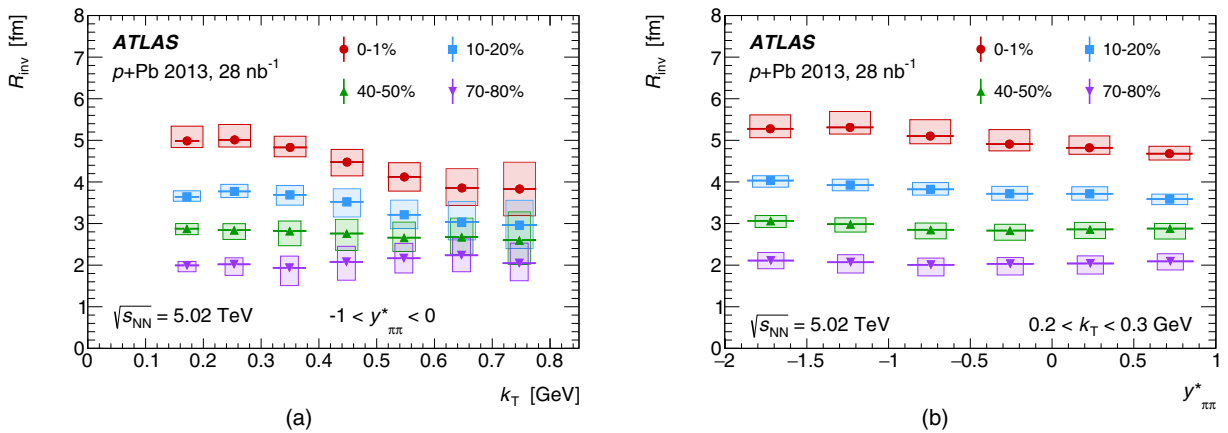 R_inv [fm]
8
7
6
5
4
3
2
1
0
ATLAS
p+Pb 2013, 28 nb⁻¹
0-1%
10-20%
40-50%
70-80%
√s_NN = 5.02 TeV
-1 < y*_ππ < 0
0 0.1 0.2 0.3 0.4 0.5 0.6 0.7 0.8
k_T [GeV]
(a)
R_inv [fm]
8
7
6
5
4
3
2
1
0
ATLAS
p+Pb 2013, 28 nb⁻¹
0-1%
10-20%
40-50%
70-80%
√s_NN = 5.02 TeV
0.2 < k_T < 0.3 GeV
−2 −1.5 −1 −0.5 0 0.5 1
y*_ππ
(b)